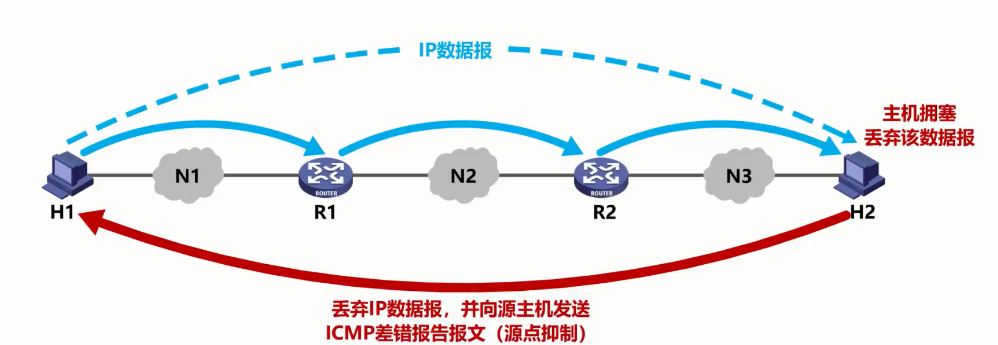 IP数据报
主机拥塞
丢弃该数据报
N1
N2
N3
ROUTER
ROUTER
H1
R1
R2
H2
丢弃IP数据报，并向源主机发送
ICMP差错报告报文（源点抑制）